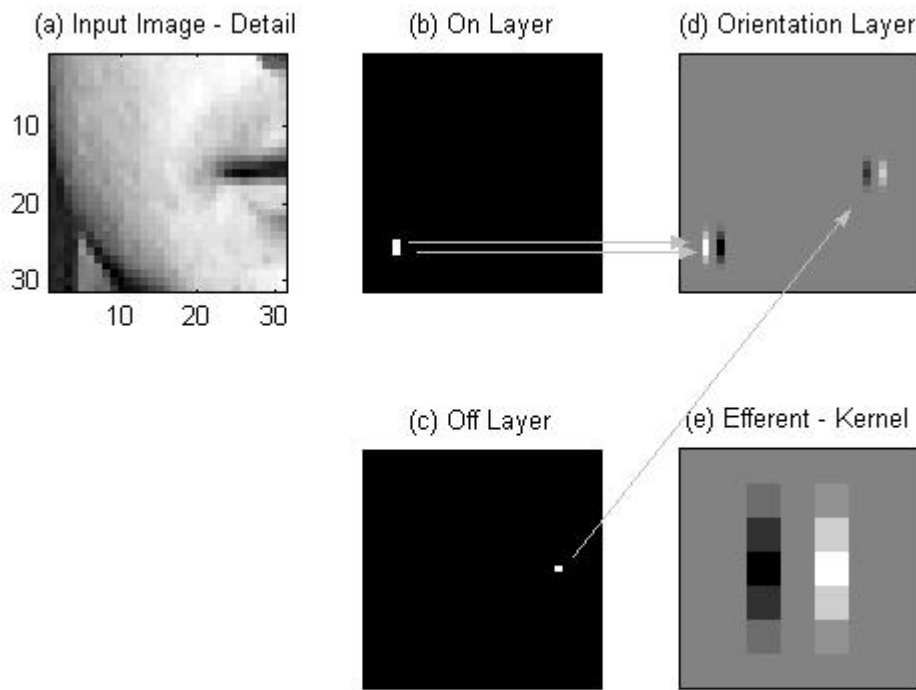 (a) Input Image - Detail
(b) On Layer
(d) Orientation Layer
10
20
30
10
20
30
(c) Off Layer
(e) Efferent - Kernel